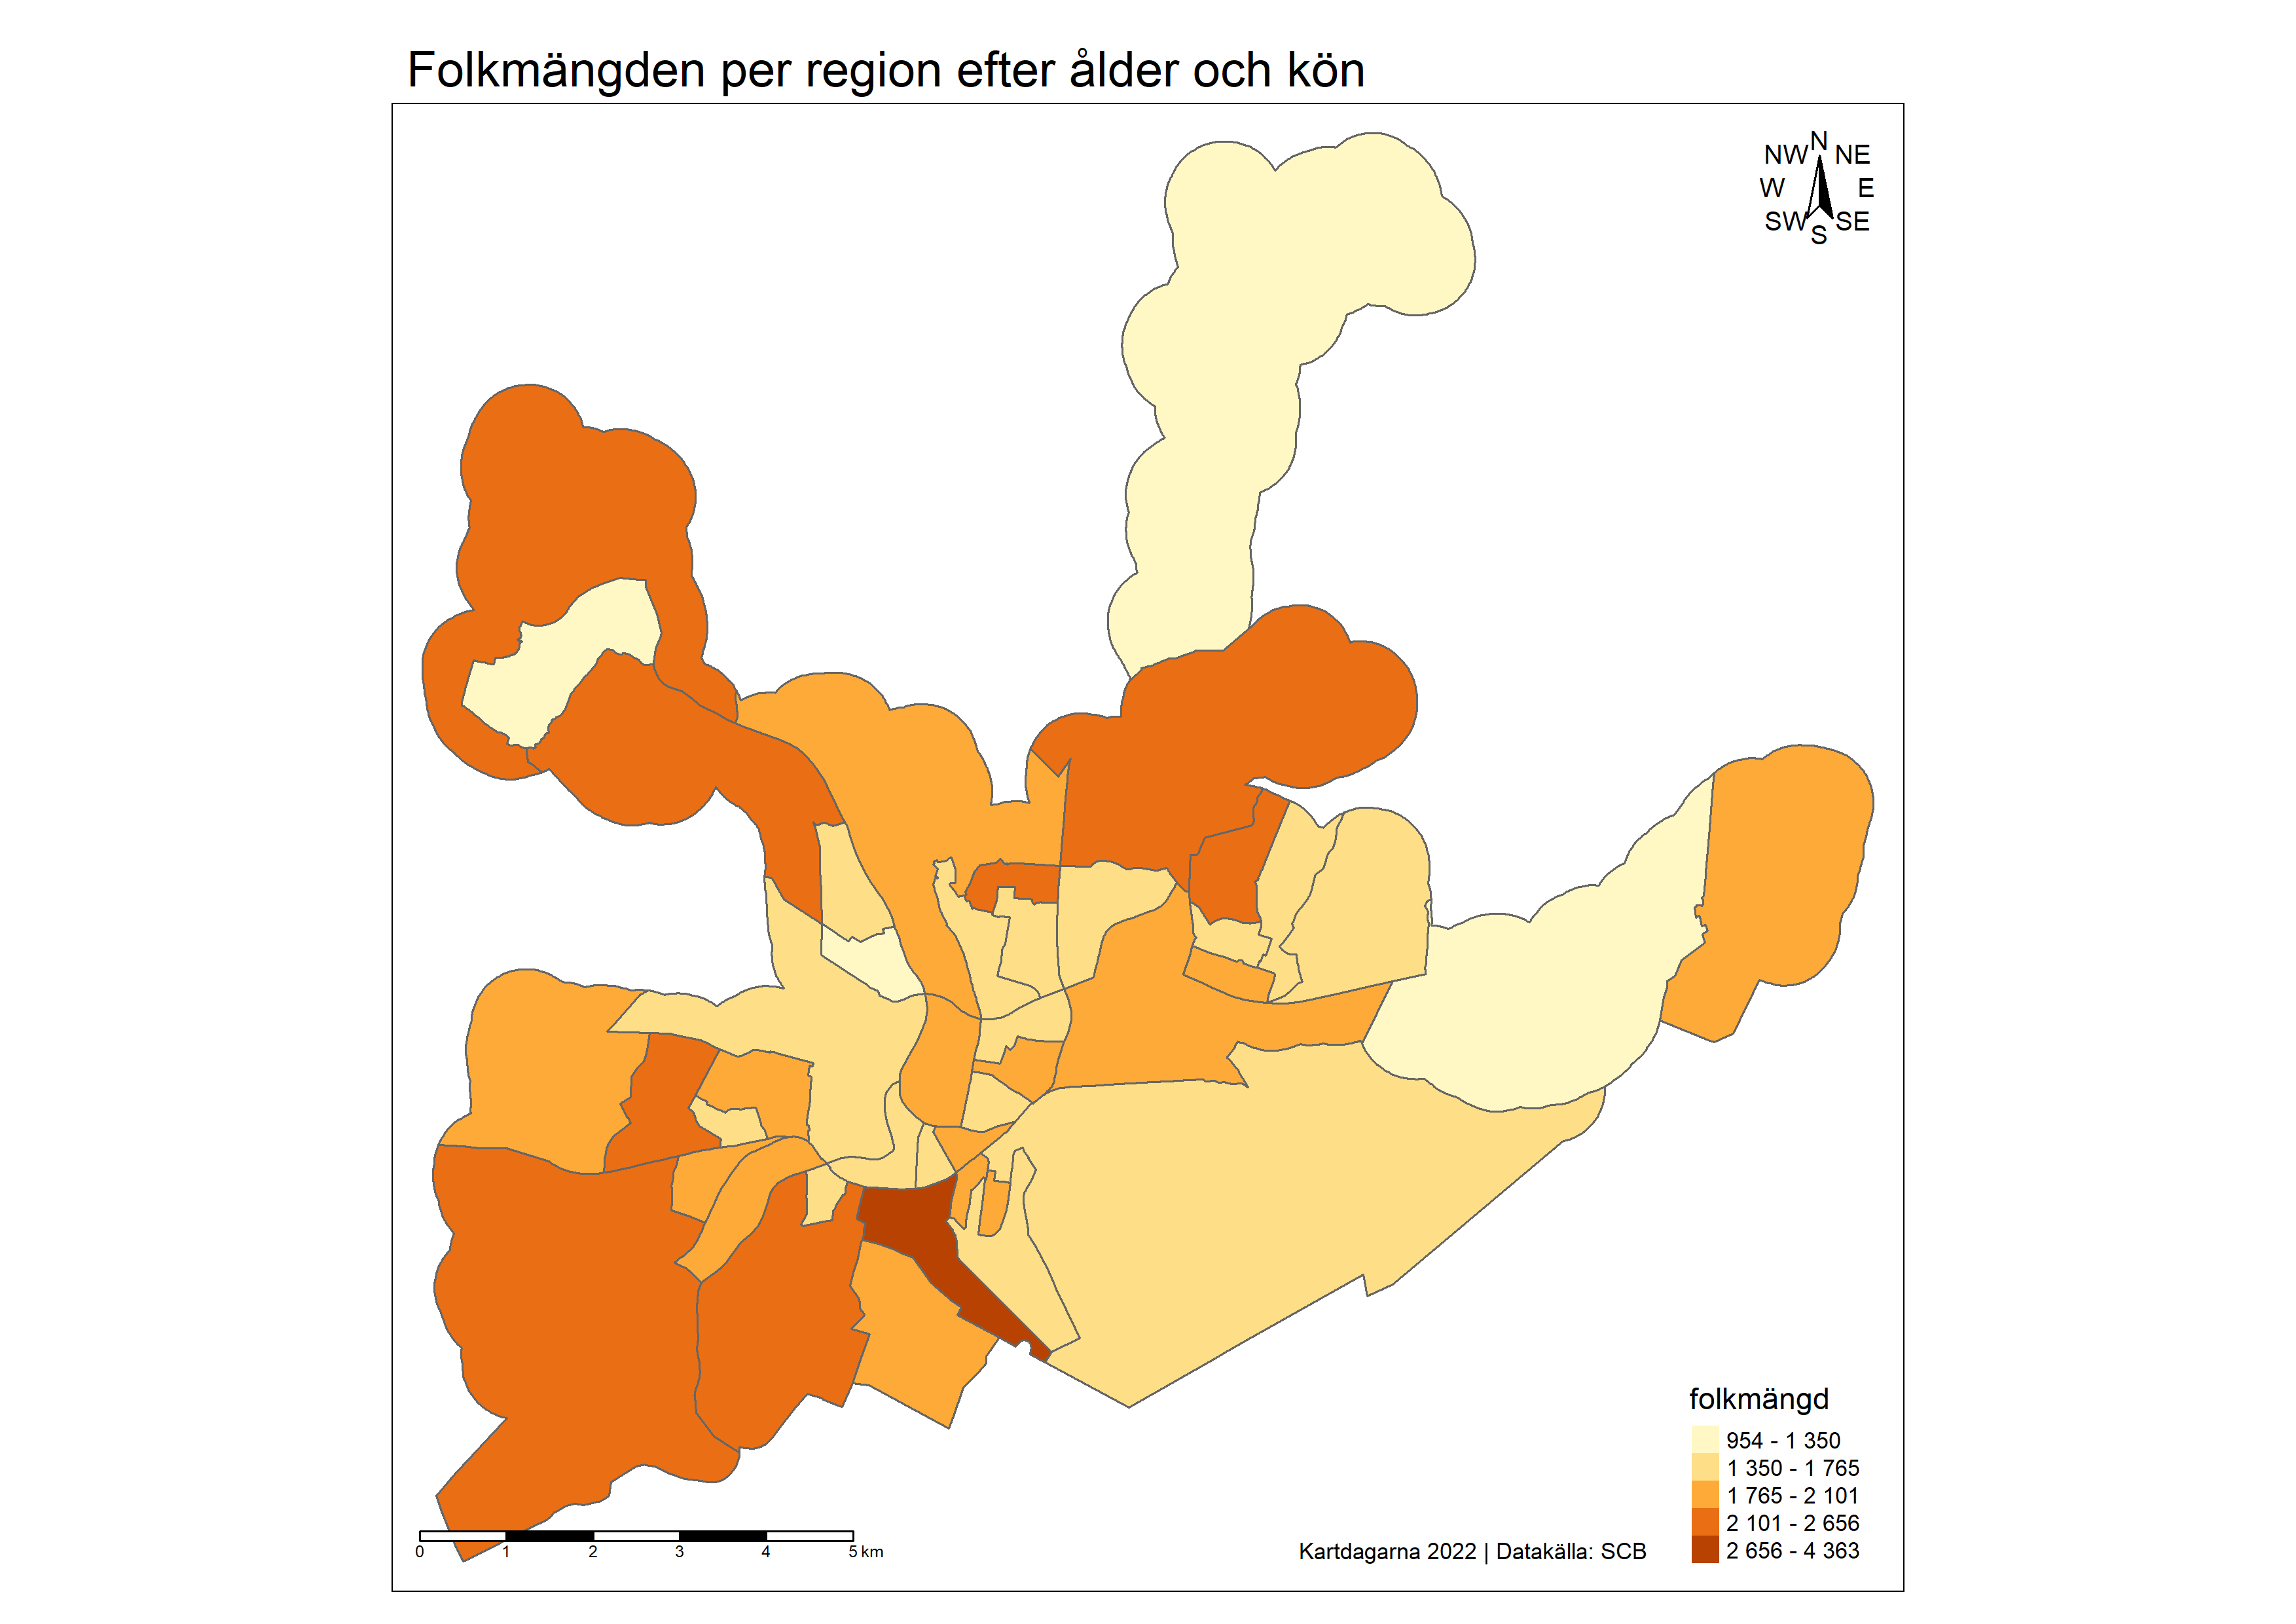 Folkmängden per region efter ålder och kön
N
NW NE
W E
SW SE
S
folkmängd
954 - 1 350
1 350 - 1 765
1 765 - 2 101
2 101 - 2 656
2 656 - 4 363
Kartdagarna 2022 | Datakälla: SCB
0 1 2 3 4 5 km